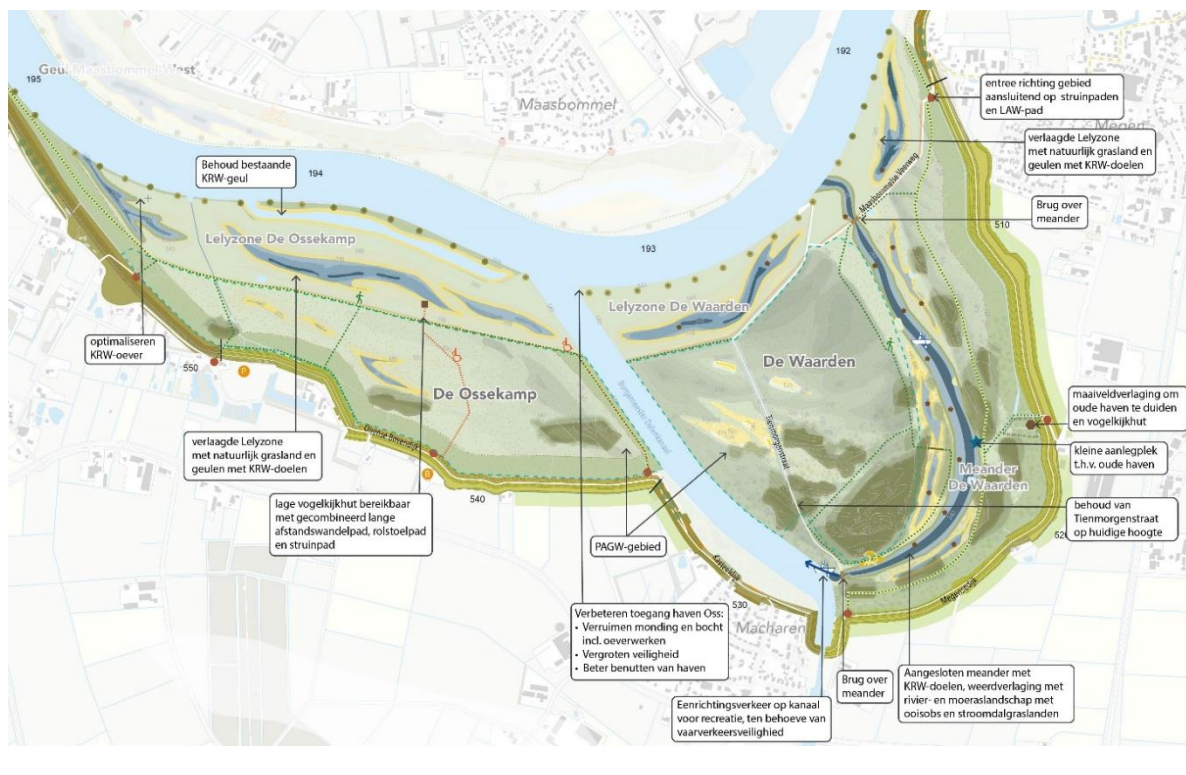 195
Geul Maasbommel-West
Maasbommel
192
Megen
entree richting gebied
aansluitend op struinpaden
en LAW-pad
verlaagde Lelyzone
met natuurlijk grasland en
geulen met KRW-doelen
Maasbommelse Veerweg
Behoud bestaande
KRW-geul
194
Brug over
meander
510
Lelyzone De Ossekamp
193
Lelyzone De Waarden
optimaliseren
KRW-oever
550
P
De Ossekamp
De Waarden
Tienmorgenstraat
maaiveldverlaging om
oude haven te duiden
en vogelkijkhut
kleine aanlegplek
t.h.v. oude haven
Meander
De Waarden
verlaagde Lelyzone
met natuurlijk grasland en
geulen met KRW-doelen
540
lage vogelkijkhut bereikbaar
met gecombineerd lange
afstandswandelpad, rolstoelpad
en struinpad
PAGW-gebied
behoud van
Tienmorgenstraat
op huidige hoogte
520
Megensedijk
530
Macharen
Verbeteren toegang haven Oss:
• Verruimen monding en bocht
incl. oeverwerken
• Vergroten veiligheid
• Beter benutten van haven
Eenrichtingsverkeer op kanaal
voor recreatie, ten behoeve van
vaarverkeersveilighied
Brug over
meander
Aangesloten meander met
KRW-doelen, weerdverlaging met
rivier- en moeraslandschap met
ooisobs en stroomdalgraslanden